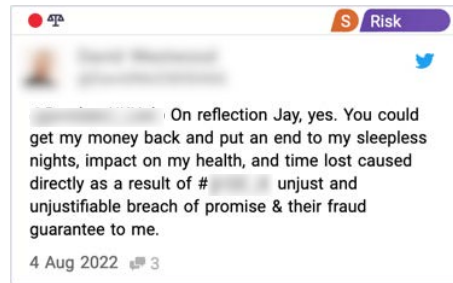 S Risk
On reflection Jay, yes. You could
get my money back and put an end to my sleepless
nights, impact on my health, and time lost caused
directly as a result of # unjust and
unjustifiable breach of promise & their fraud
guarantee to me.
4 Aug 2022 3